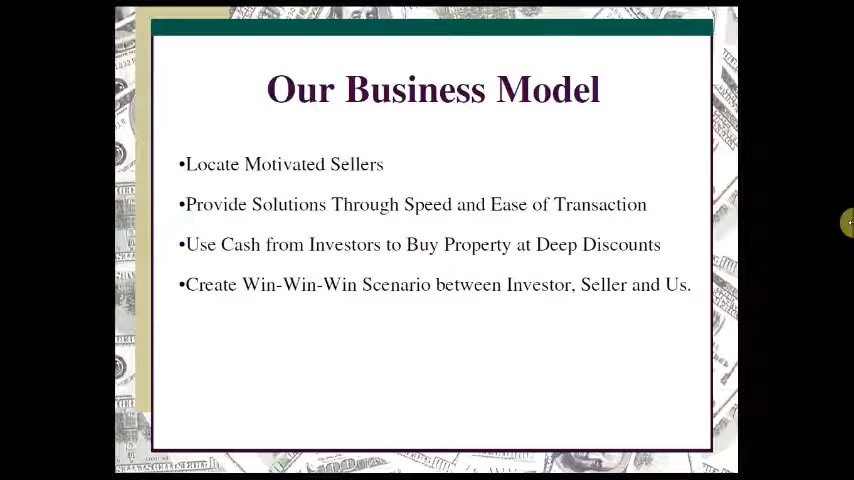 Our Business Model
•Locate Motivated Sellers
•Provide Solutions Through Speed and Ease of Transaction
•Use Cash from Investors to Buy Property at Deep Discounts
•Create Win-Win-Win Scenario between Investor, Seller and Us.